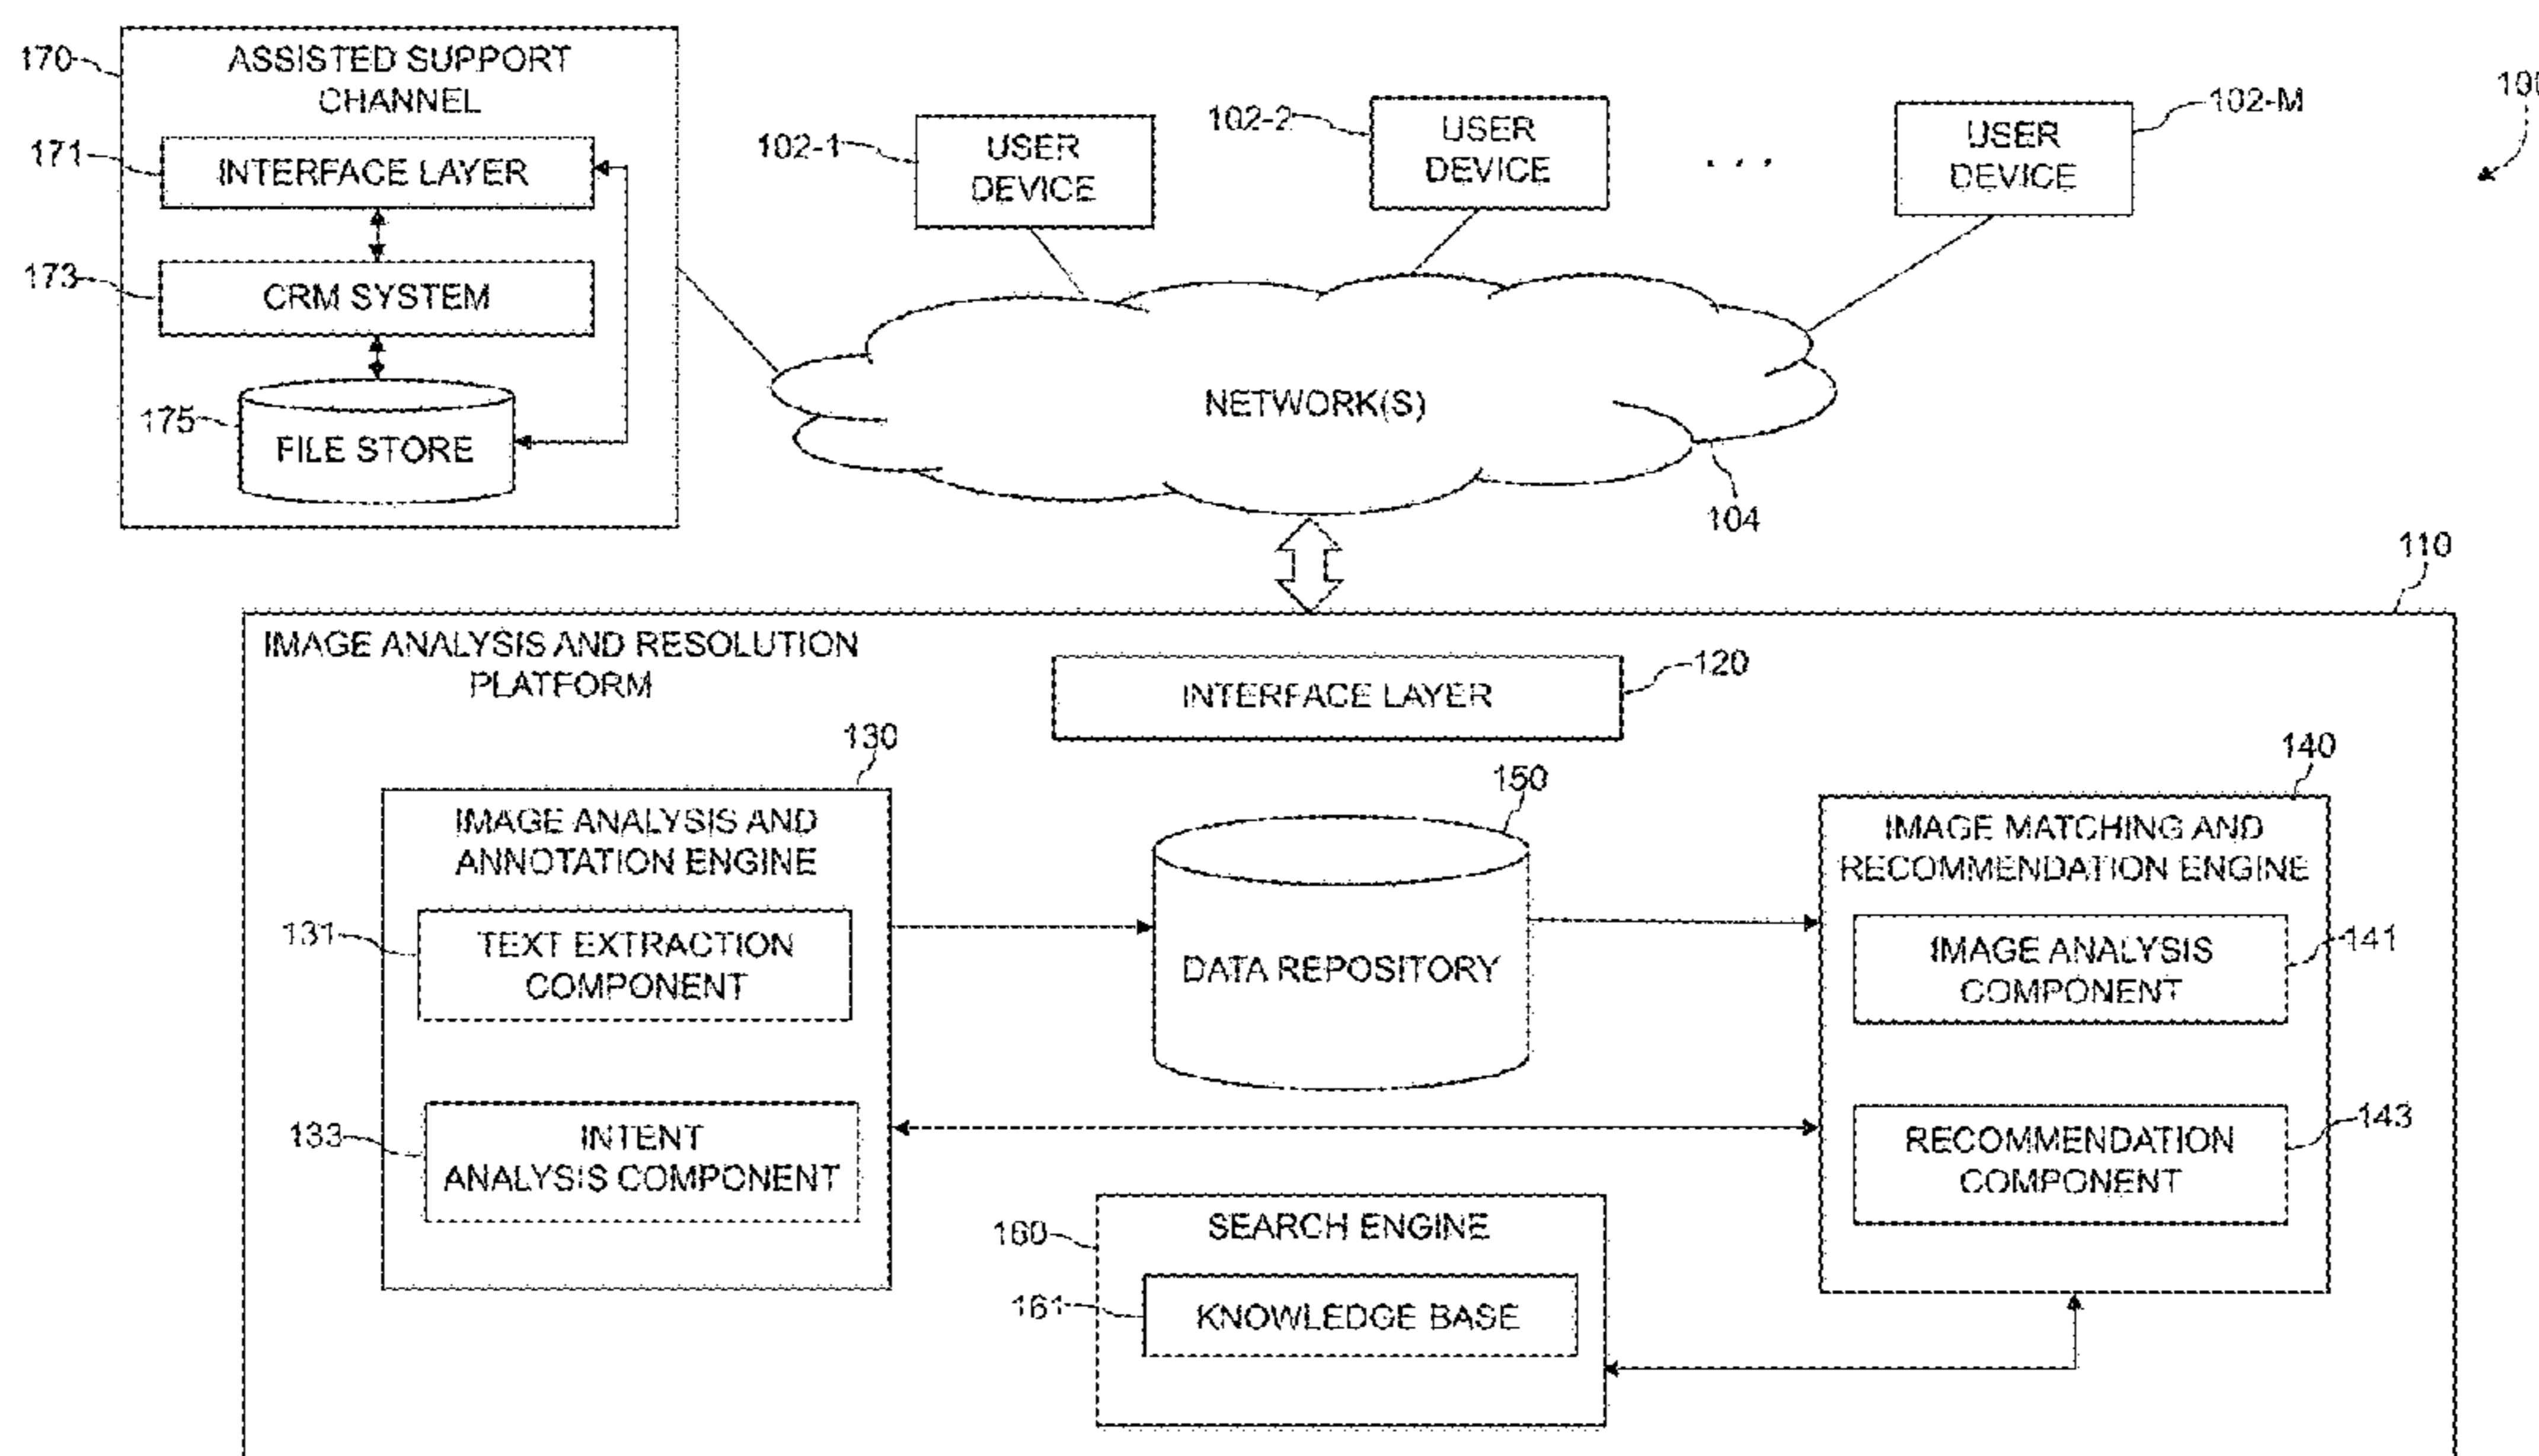 170
ASSISTED SUPPORT
CHANNEL
171
INTERFACE LAYER
173
CRM SYSTEM
175
FILE STORE
102-1
USER
DEVICE
102-2
USER
DEVICE
. . .
USER
DEVICE
102-M
NETWORK(S)
104
110
IMAGE ANALYSIS AND RESOLUTION
PLATFORM
INTERFACE LAYER
120
130
IMAGE ANALYSIS AND
ANNOTATION ENGINE
131
TEXT EXTRACTION
COMPONENT
133
INTENT
ANALYSIS COMPONENT
150
DATA REPOSITORY
140
IMAGE MATCHING AND
RECOMMENDATION ENGINE
IMAGE ANALYSIS
COMPONENT
141
RECOMMENDATION
COMPONENT
143
160
SEARCH ENGINE
161
KNOWLEDGE BASE